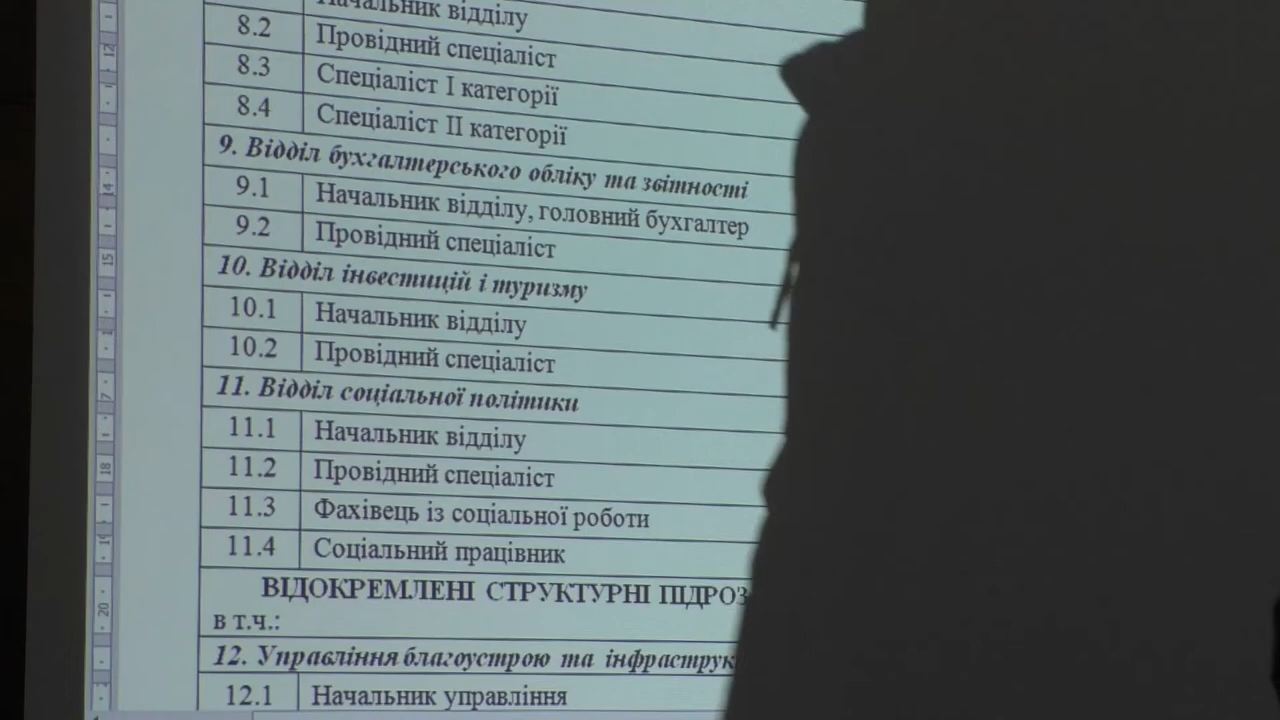 Начальник відділу
8.2 Провідний спеціаліст
8.3 Спеціаліст І категорії
8.4 Спеціаліст ІІ категорії
9. Відділ бухгалтерського обліку та звітності
9.1 Начальник відділу, головний бухгалтер
9.2 Провідний спеціаліст
10. Відділ інвестицій і туризму
10.1 Начальник відділу
10.2 Провідний спеціаліст
11. Відділ соціальної політики
11.1 Начальник відділу
11.2 Провідний спеціаліст
11.3 Фахівець із соціальної роботи
11.4 Соціальний працівник
ВІДОКРЕМЛЕНІ СТРУКТУРНІ
в т.ч.:
12. Управління благоустрою та
12.1 Начальник управління